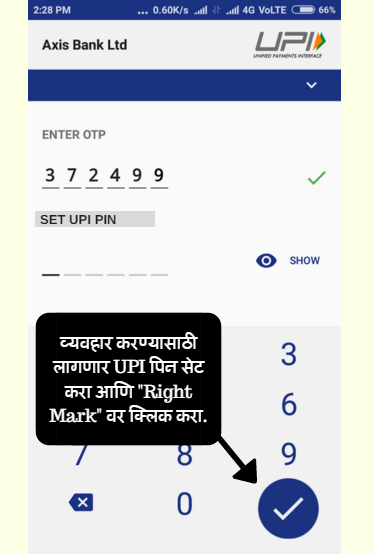 2:28 PM ... 0.60K/s 4G VoLTE 66%
Axis Bank Ltd
UPI
UNIFIED PAYMENTS INTERFACE
ENTER OTP
3 7 2 4 9 9
SET UPI PIN
SHOW
व्यवहार करण्यासाठी
लागणार UPI पिन सेट
करा आणि "Right
Mark" वर क्लिक करा.
3
6
7 8 9
0